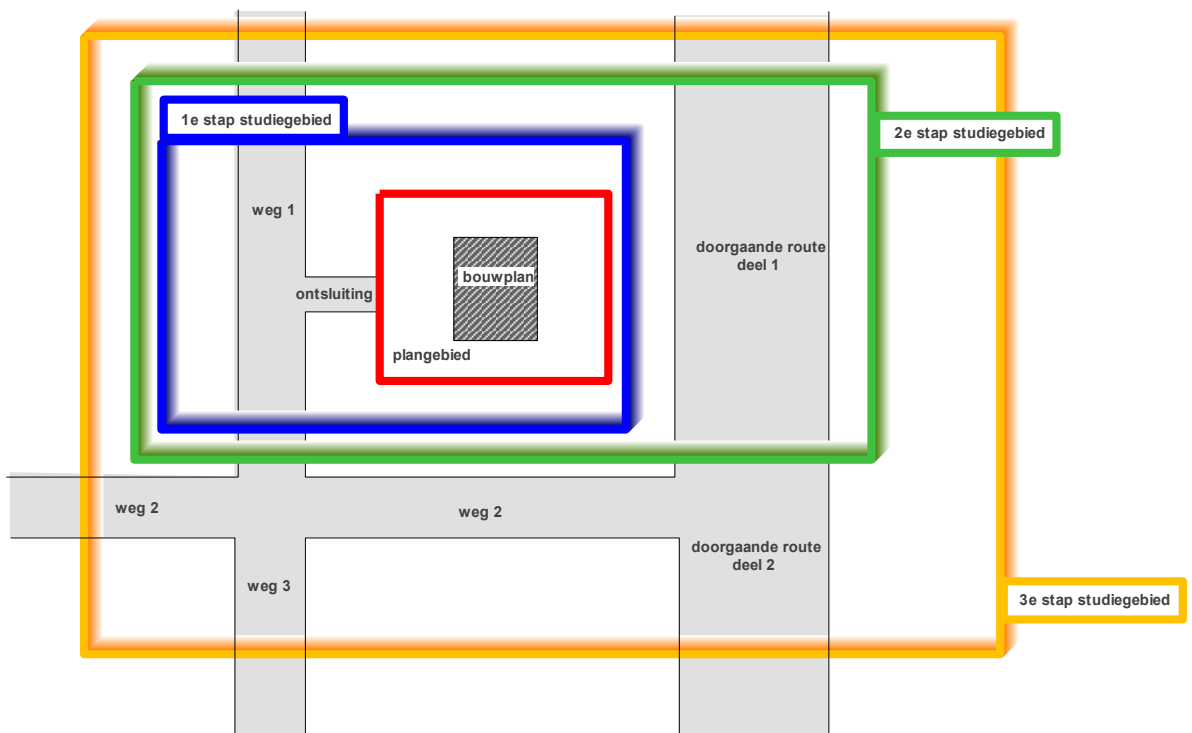 1e stap studiegebied
2e stap studiegebied
weg 1
doorgaande route
deel 1
bouwplan
ontsluiting
plangebied
weg 2
weg 2
doorgaande route
deel 2
weg 3
3e stap studiegebied